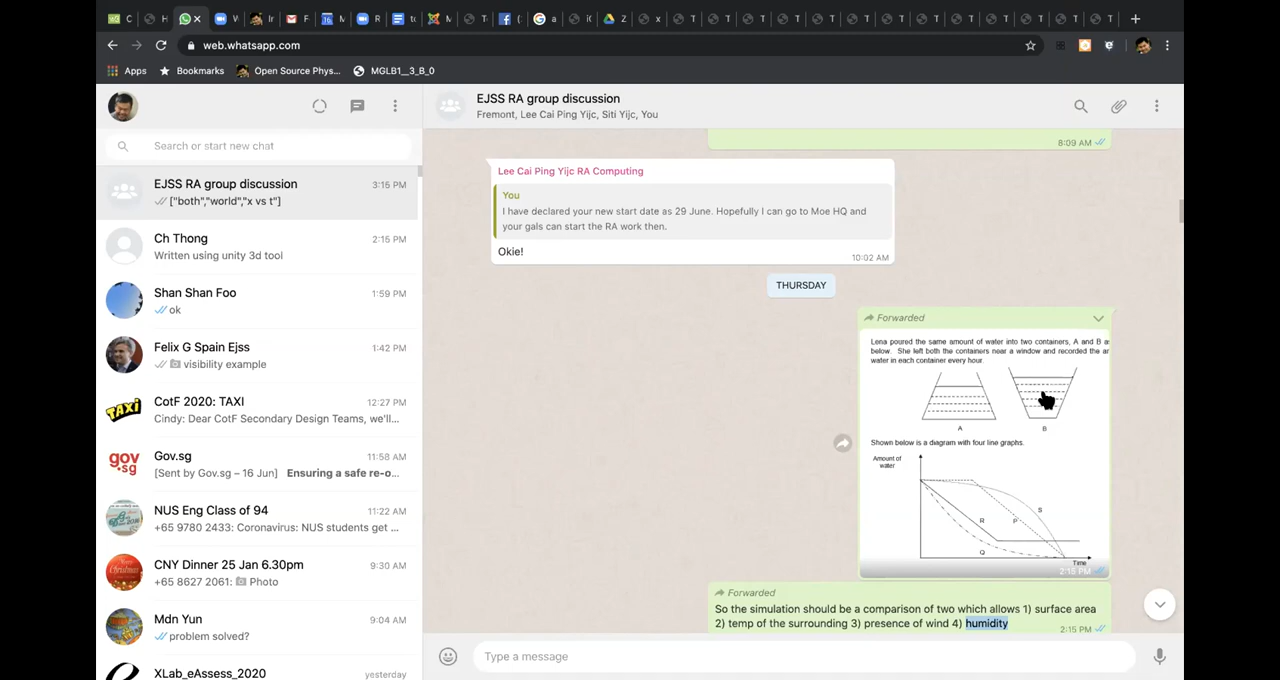 web.whatsapp.com
Apps
Bookmarks
Open Source Phys...
MGLB1__3_B_0
Search or start new chat
EJSS RA group discussion
3:15 PM
["both","world","x vs t"]
Ch Thong
2:15 PM
Written using unity 3d tool
Shan Shan Foo
1:59 PM
ok
Felix G Spain Ejss
1:42 PM
visibility example
CotF 2020: TAXI
12:27 PM
Cindy: Dear CotF Secondary Design Teams, we'll...
Gov.sg
11:58 AM
[Sent by Gov.sg – 16 Jun] Ensuring a safe re-o...
NUS Eng Class of 94
11:22 AM
+65 9780 2433: Coronavirus: NUS students get ...
CNY Dinner 25 Jan 6.30pm
9:30 AM
+65 8627 2061: Photo
Mdn Yun
9:04 AM
problem solved?
XLab_eAssess_2020
yesterday
TAXI
gov
sg
EJSS RA group discussion
Fremont, Lee Cai Ping Yijc, Siti Yijc, You
8:09 AM
Lee Cai Ping Yijc RA Computing
You
I have declared your new start date as 29 June. Hopefully I can go to Moe HQ and
your gals can start the RA work then.
Okie!
10:02 AM
THURSDAY
Forwarded
Lena poured the same amount of water into two containers, A and B a
below. She left both the containers near a window and recorded the
water in each container every hour.
A
B
Shown below is a diagram with four line graphs.
Amount of
water
S
R
P
Q
Time
2:15 PM
Forwarded
So the simulation should be a comparison of two which allows 1) surface area
2) temp of the surrounding 3) presence of wind 4) humidity
2:15 PM
Type a message